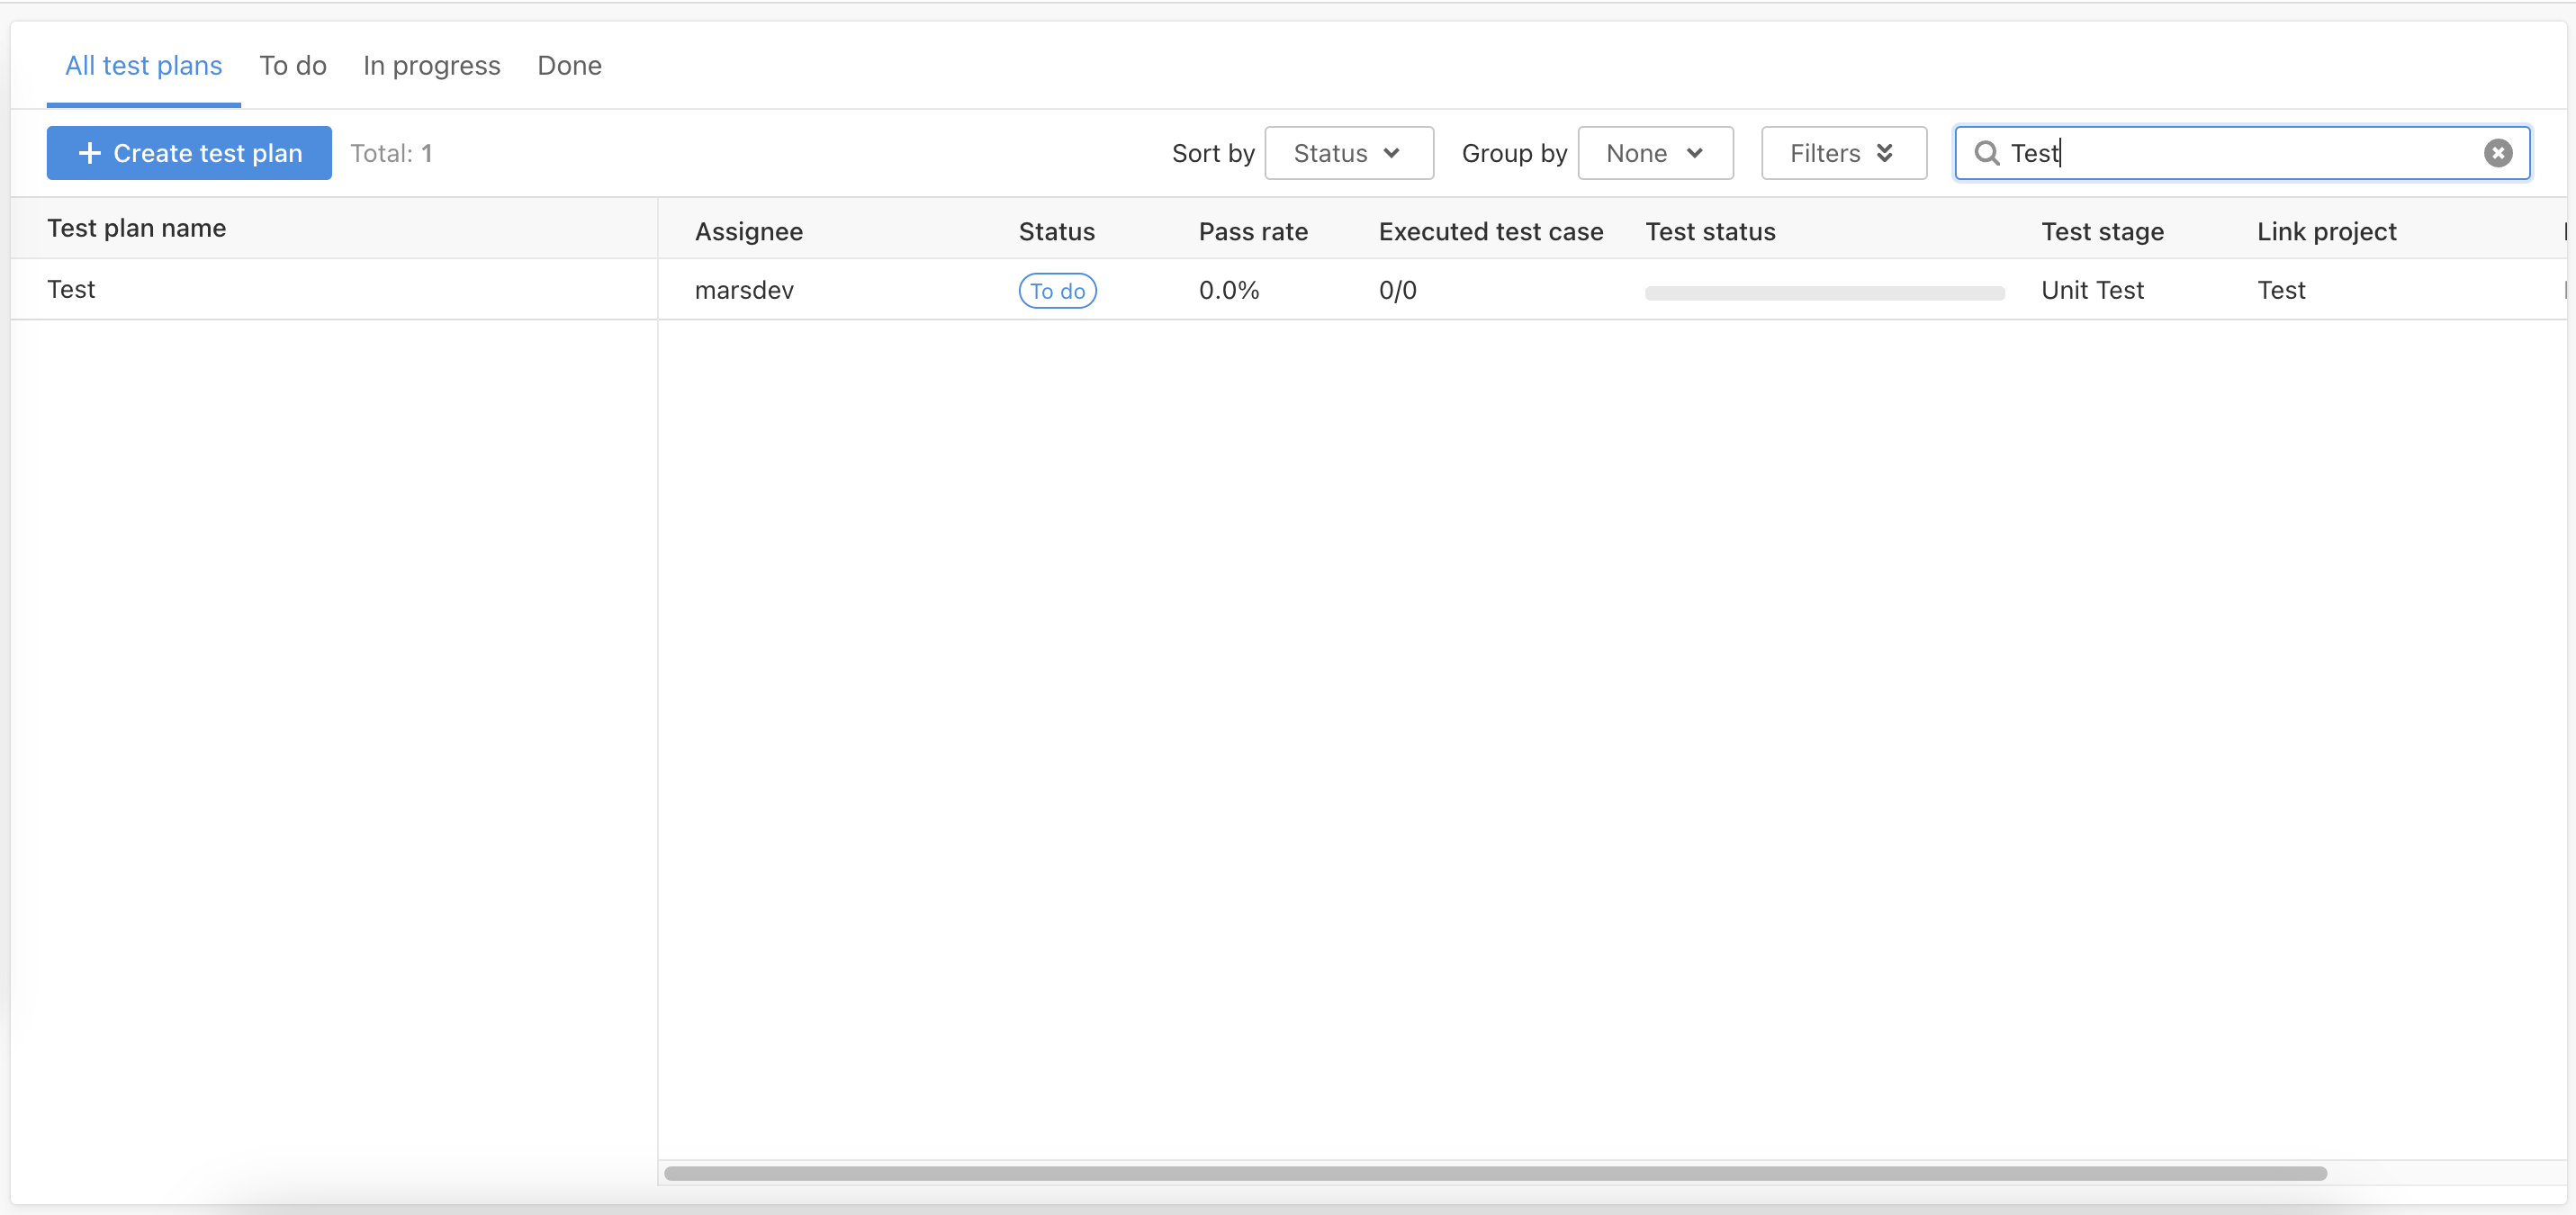 All test plans To do In progress Done
Create test plan Total: 1 Sort by Status Group by None Filters Test
Test plan name Assignee Status Pass rate Executed test case Test status Test stage Link project
Test marsdev To do 0.0% 0/0 Unit Test Test